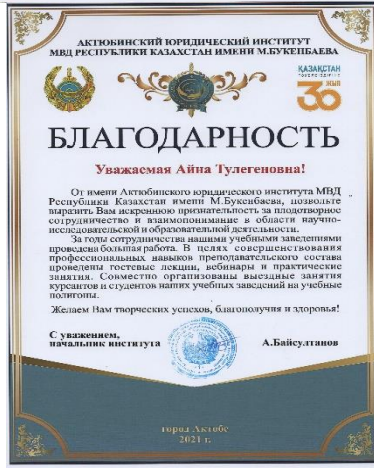 АКТЮБИНСКИЙ ЮРИДИЧЕСКИЙ ИНСТИТУТ
МВД РЕСПУБЛИКИ КАЗАХСТАН ИМЕНИ М.БУКЕНБАЕВА
ҚАЗАҚСТАН
ТӘУЕЛСІЗДІГІНЕ
30 ЖЫЛ
БЛАГОДАРНОСТЬ
Уважаемая Айна Тулегеновна!
От имени Актюбинского юридического института МВД
Республики Казахстан имени М.Букенбаева, позвольте
выразить Вам искреннюю признательность за плодотворное
сотрудничество и взаимопонимание в области научно-
исследовательской и образовательной деятельности.
За годы сотрудничества нашими учебными заведениями
проведена большая работа. В целях совершенствования
профессиональных навыков преподавательского состава
проведены гостевые лекции, вебинары и практические
занятия. Совместно организованы выездные занятия
курсантов и студентов наших учебных заведений на учебные
полигоны.
Желаем Вам творческих успехов, благополучия и здоровья!
С уважением,
начальник института А.Байсултанов
город Актобе
2021 г.